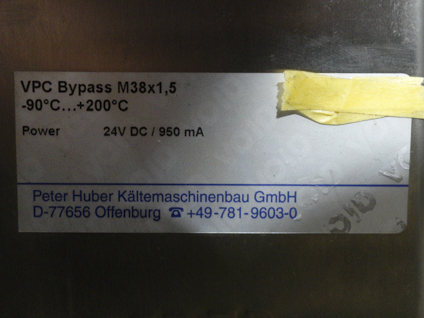 VPC Bypass M38x1,5
-90°C...+200°C
Power 24V DC / 950 mA
Peter Huber Kältemaschinenbau GmbH
D-77656 Offenburg ☎ +49-781-9603-0